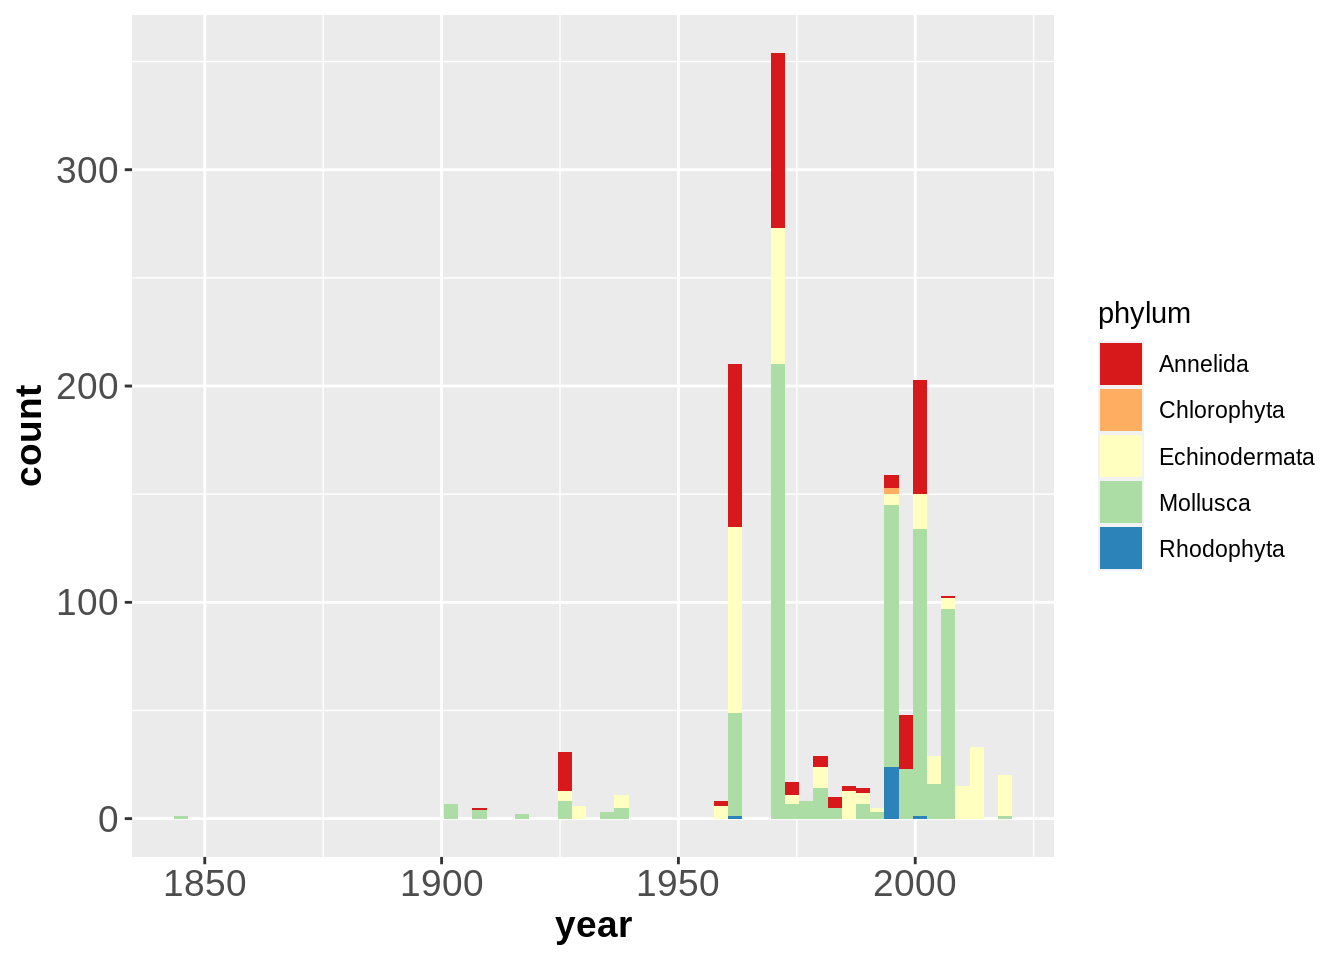 300
200
100
0
count
1850
1900
1950
2000
year
phylum
Annelida
Chlorophyta
Echinodermata
Mollusca
Rhodophyta